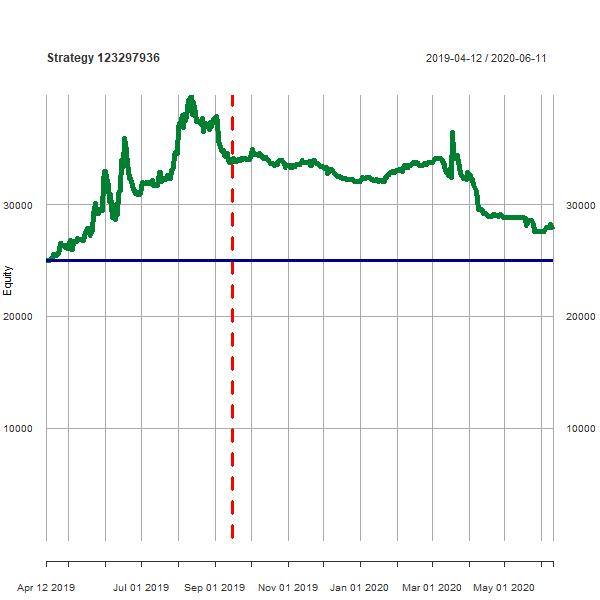 Strategy 123297936
2019-04-12 / 2020-06-11
30000
30000
Equity
20000
20000
10000
10000
Apr 12 2019
Jul 01 2019
Sep 01 2019
Nov 01 2019
Jan 01 2020
Mar 01 2020
May 01 2020